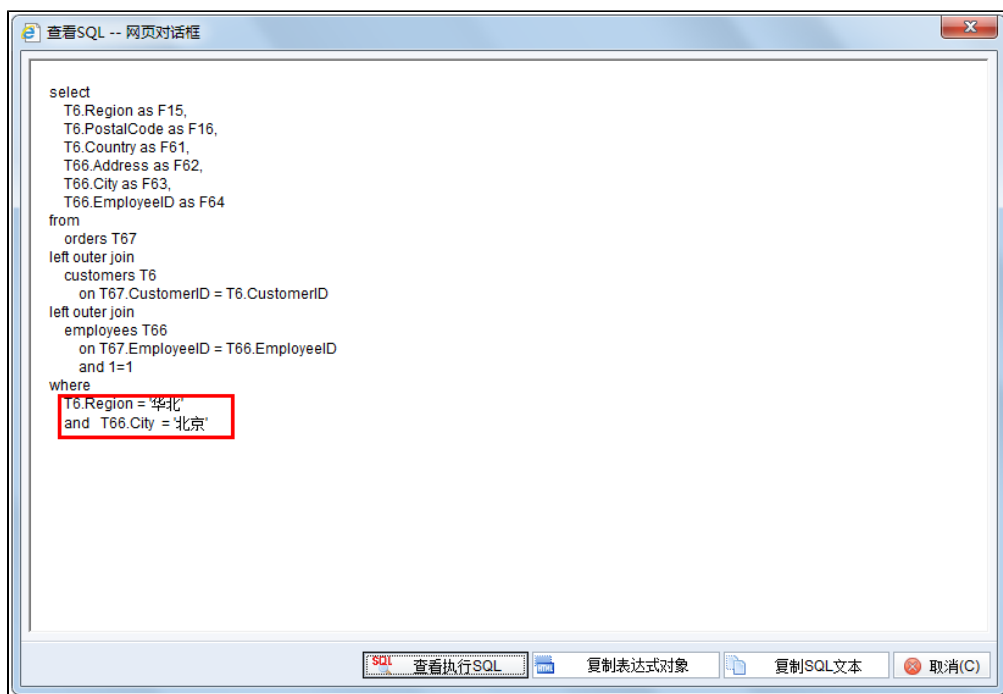 查看SQL -- 网页对话框
select
T6.Region as F15,
T6.PostalCode as F16,
T6.Country as F61,
T66.Address as F62,
T66.City as F63,
T66.EmployeeID as F64
from
orders T67
left outer join
customers T6
on T67.CustomerID = T6.CustomerID
left outer join
employees T66
on T67.EmployeeID = T66.EmployeeID
and 1=1
where
T6.Region = '华北'
and T66.City = '北京'
SQL 查看执行SQL 复制表达式对象 复制SQL文本 取消(C)